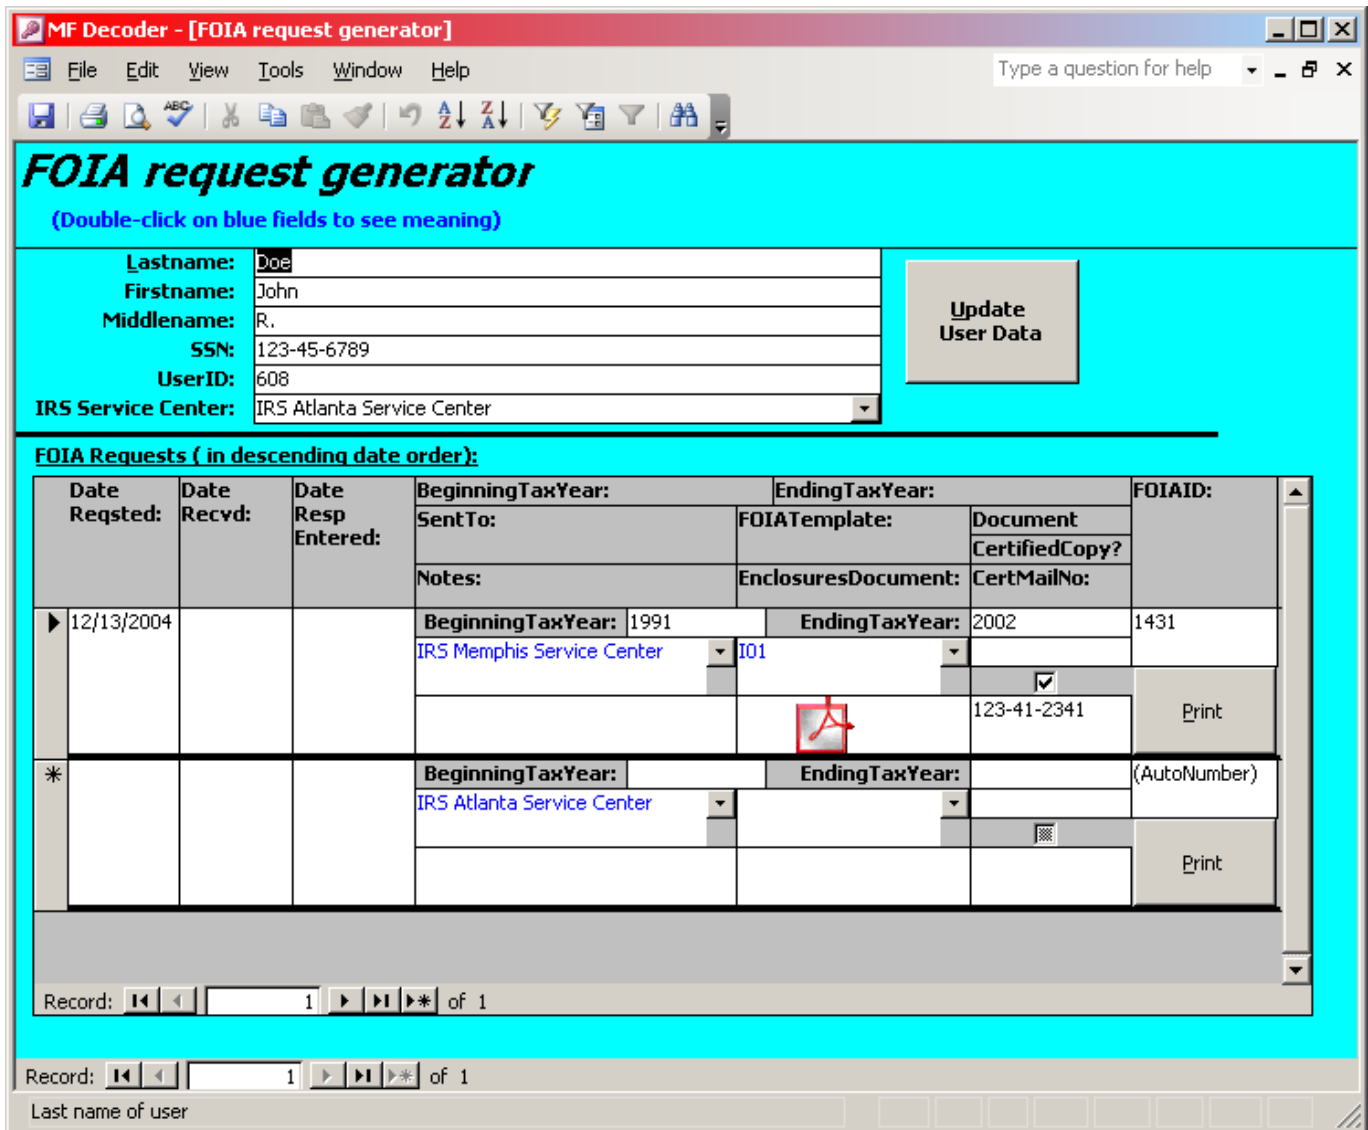 MF Decoder - [FOIA request generator]
File Edit View Tools Window Help Type a question for help
ABC
A Z Z A
FOIA request generator
(Double-click on blue fields to see meaning)
Lastname: Doe
Firstname: John
Middlename: R.
SSN: 123-45-6789
UserID: 608
IRS Service Center: IRS Atlanta Service Center
Update
User Data
FOIA Requests ( in descending date order):
Date Date Date BeginningTaxYear: EndingTaxYear: FOIAID:
Reqsted: Recvd: Resp SentTo: FOIATemplate: Document
Entered: CertifiedCopy?
Notes: EnclosuresDocument: CertMailNo:
12/13/2004 BeginningTaxYear: 1991 EndingTaxYear: 2002 1431
IRS Memphis Service Center I01
123-41-2341 Print
BeginningTaxYear: EndingTaxYear: (AutoNumber)
IRS Atlanta Service Center
Print
Record: 1 of 1
Record: 1 of 1
Last name of user